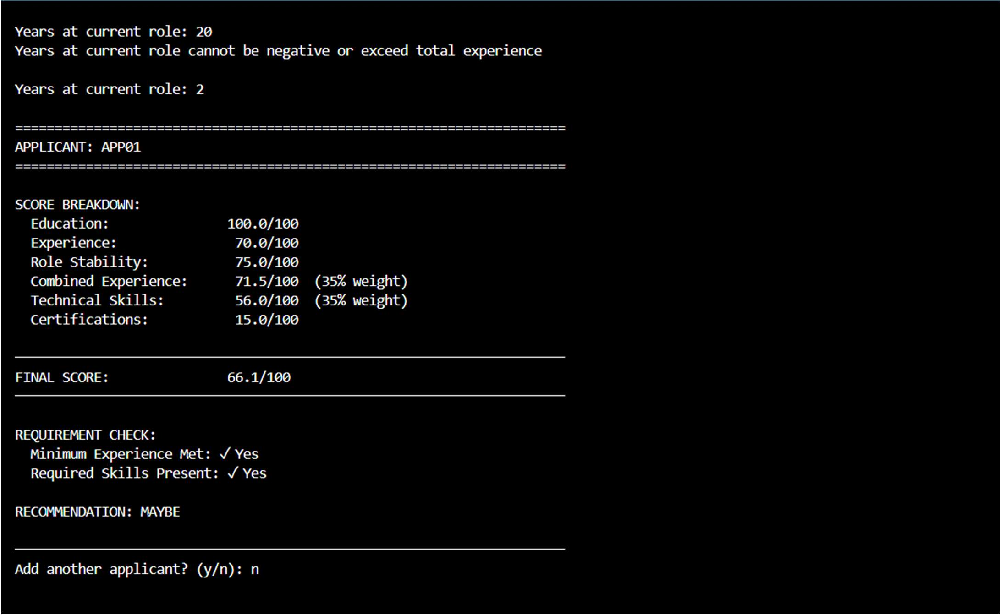 Years at current role: 20
Years at current role cannot be negative or exceed total experience
Years at current role: 2
======================================================================
APPLICANT: APP01
======================================================================
SCORE BREAKDOWN:
Education: 100.0/100
Experience: 70.0/100
Role Stability: 75.0/100
Combined Experience: 71.5/100 (35% weight)
Technical Skills: 56.0/100 (35% weight)
Certifications: 15.0/100
FINAL SCORE: 66.1/100
REQUIREMENT CHECK:
Minimum Experience Met: ✓ Yes
Required Skills Present: ✓ Yes
RECOMMENDATION: MAYBE
Add another applicant? (y/n): n